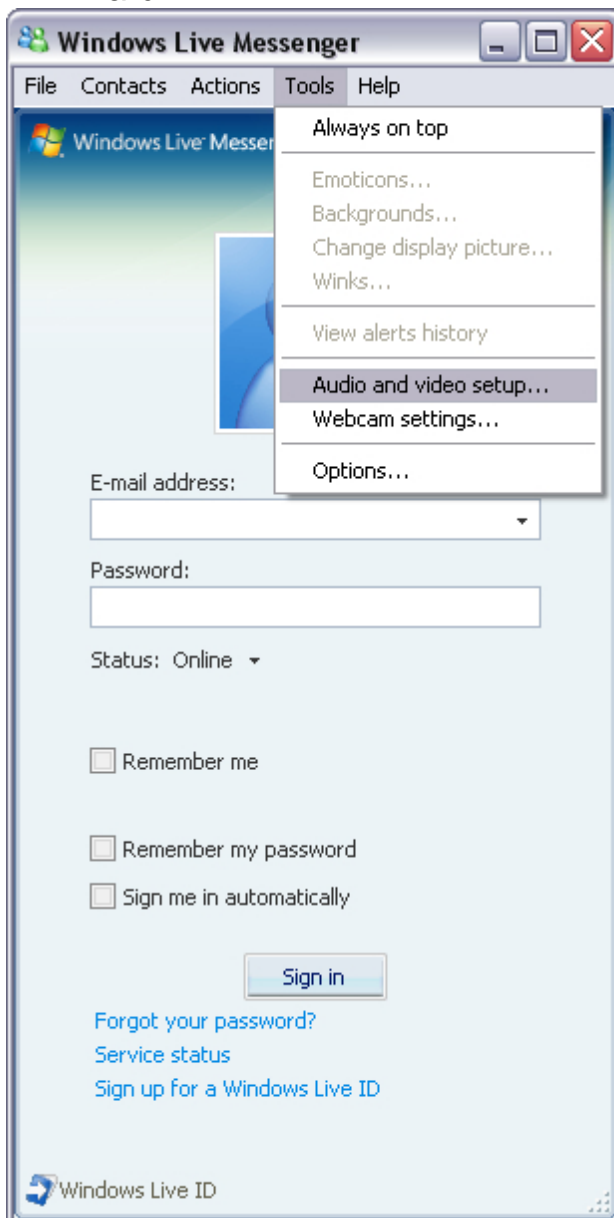 Windows Live Messenger
File Contacts Actions Tools Help
Windows Live Messen
Always on top
Emoticons...
Backgrounds...
Change display picture...
Winks...
View alerts history
Audio and video setup...
Webcam settings...
Options...
E-mail address:
Password:
Status: Online
Remember me
Remember my password
Sign me in automatically
Sign in
Forgot your password?
Service status
Sign up for a Windows Live ID
Windows Live ID